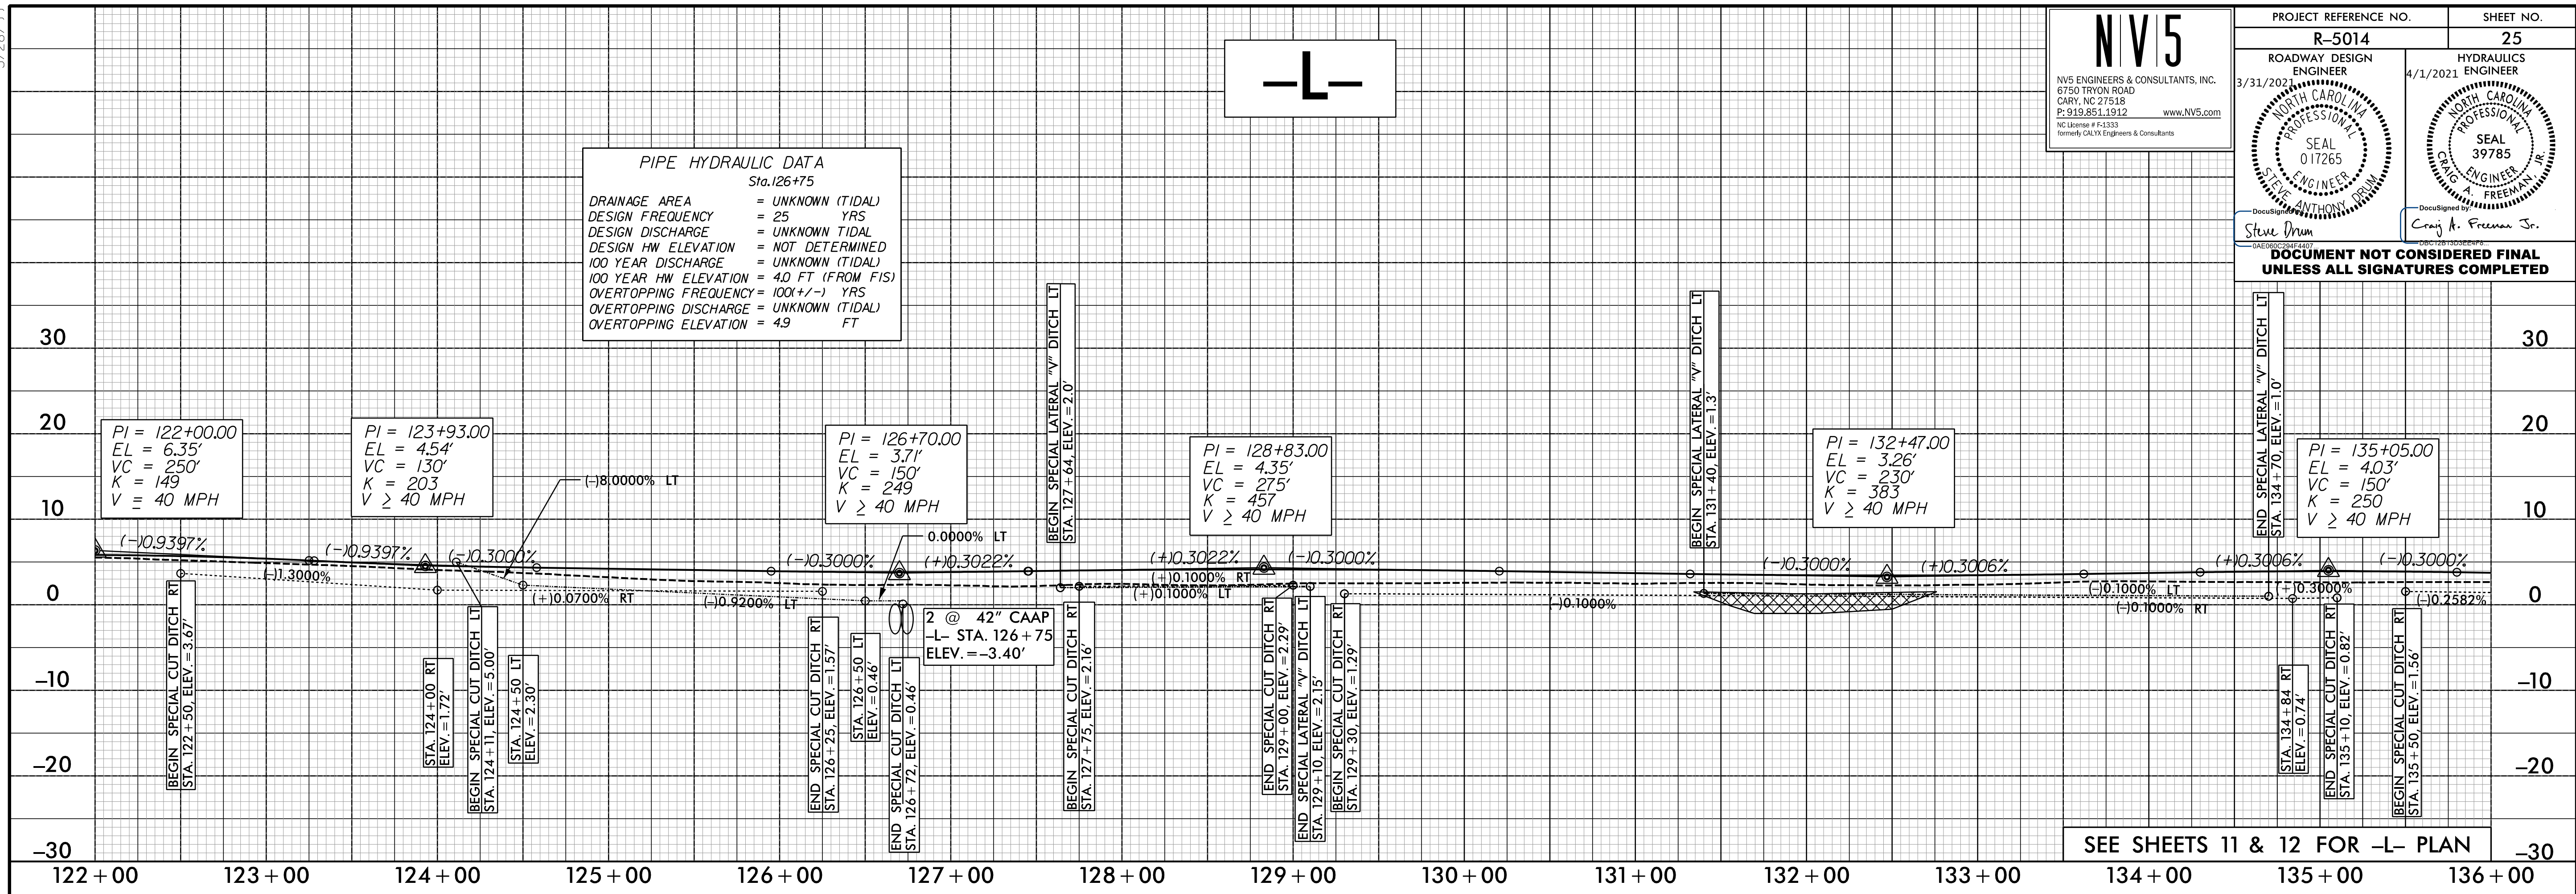 –L–
N|V|5
NV5 ENGINEERS & CONSULTANTS, INC.
6750 TRYON ROAD
CARY, NC 27518
P: 919.851.1912 www.NV5.com
NC License # F-1333
formerly CALYX Engineers & Consultants
PROJECT REFERENCE NO.
SHEET NO.
R–5014
25
ROADWAY DESIGN
ENGINEER
HYDRAULICS
ENGINEER
3/31/2021
4/1/2021
NORTH CAROLINA
PROFESSIONAL
SEAL
017265
ENGINEER
STEVE ANTHONY DRUM
NORTH CAROLINA
PROFESSIONAL
SEAL
39785
ENGINEER
CRAIG A. FREEMAN, JR.
DocuSigned
Steve Drum
0AE060C294F4407...
DocuSigned by:
Craig A. Freeman Jr.
DOCUMENT NOT CONSIDERED FINAL
UNLESS ALL SIGNATURES COMPLETED
PIPE HYDRAULIC DATA
Sta.126+75
DRAINAGE AREA = UNKNOWN (TIDAL)
DESIGN FREQUENCY = 25 YRS
DESIGN DISCHARGE = UNKNOWN TIDAL
DESIGN HW ELEVATION = NOT DETERMINED
100 YEAR DISCHARGE = UNKNOWN (TIDAL)
100 YEAR HW ELEVATION = 4.0 FT (FROM FIS)
OVERTOPPING FREQUENCY = 100(+/-) YRS
OVERTOPPING DISCHARGE = UNKNOWN (TIDAL)
OVERTOPPING ELEVATION = 4.9 FT
30
20
10
0
–10
–20
–30
30
20
10
0
–10
–20
–30
PI = 122+00.00
EL = 6.35'
VC = 250'
K = 149
V = 40 MPH
PI = 123+93.00
EL = 4.54'
VC = 130'
K = 203
V ≥ 40 MPH
PI = 126+70.00
EL = 3.71'
VC = 150'
K = 249
V ≥ 40 MPH
PI = 128+83.00
EL = 4.35'
VC = 275'
K = 457
V ≥ 40 MPH
PI = 132+47.00
EL = 3.26'
VC = 230'
K = 383
V ≥ 40 MPH
PI = 135+05.00
EL = 4.03'
VC = 150'
K = 250
V ≥ 40 MPH
BEGIN SPECIAL LATERAL "V" DITCH LT
STA. 127+64, ELEV.=2.0'
BEGIN SPECIAL LATERAL "V" DITCH LT
STA. 131+40, ELEV.=1.3'
END SPECIAL LATERAL "V" DITCH LT
STA. 134+70, ELEV.=1.0'
(–)8.0000% LT
0.0000% LT
(–)0.9397%
(–)0.9397%
(–)0.3000%
(–)0.3000%
(+)0.3022%
(+)0.3022%
(–)0.3000%
(–)0.3000%
(+)0.3006%
(+)0.3006%
(–)0.3000%
(–)1.3000%
(+)0.0700% RT
(–)0.9200% LT
(+)0.1000% RT
(+)0.1000% LT
(–)0.1000%
(–)0.1000% LT
(–)0.1000% RT
(+)0.3000%
(–)0.2582%
2 @ 42" CAAP
–L– STA. 126+75
ELEV.=–3.40'
BEGIN SPECIAL CUT DITCH RT
STA. 122+50, ELEV.=3.67'
STA. 124+00 RT
ELEV.=1.72'
BEGIN SPECIAL CUT DITCH LT
STA. 124+11, ELEV.=5.00'
STA. 124+50 LT
ELEV.=2.30'
END SPECIAL CUT DITCH RT
STA. 126+25, ELEV.=1.57'
STA. 126+50 LT
ELEV.=0.46'
END SPECIAL CUT DITCH LT
STA. 126+72, ELEV.=0.46'
BEGIN SPECIAL CUT DITCH RT
STA. 127+75, ELEV.=2.16'
END SPECIAL CUT DITCH RT
STA. 129+00, ELEV.=2.29'
END SPECIAL LATERAL "V" DITCH LT
STA. 129+10, ELEV.=2.15'
BEGIN SPECIAL CUT DITCH RT
STA. 129+30, ELEV.=1.29'
STA. 134+84 RT
ELEV.=0.74'
END SPECIAL CUT DITCH RT
STA. 135+10, ELEV.=0.82'
BEGIN SPECIAL CUT DITCH RT
STA. 135+50, ELEV.=1.56'
SEE SHEETS 11 & 12 FOR –L– PLAN
122+00 123+00 124+00 125+00 126+00 127+00 128+00 129+00 130+00 131+00 132+00 133+00 134+00 135+00 136+00